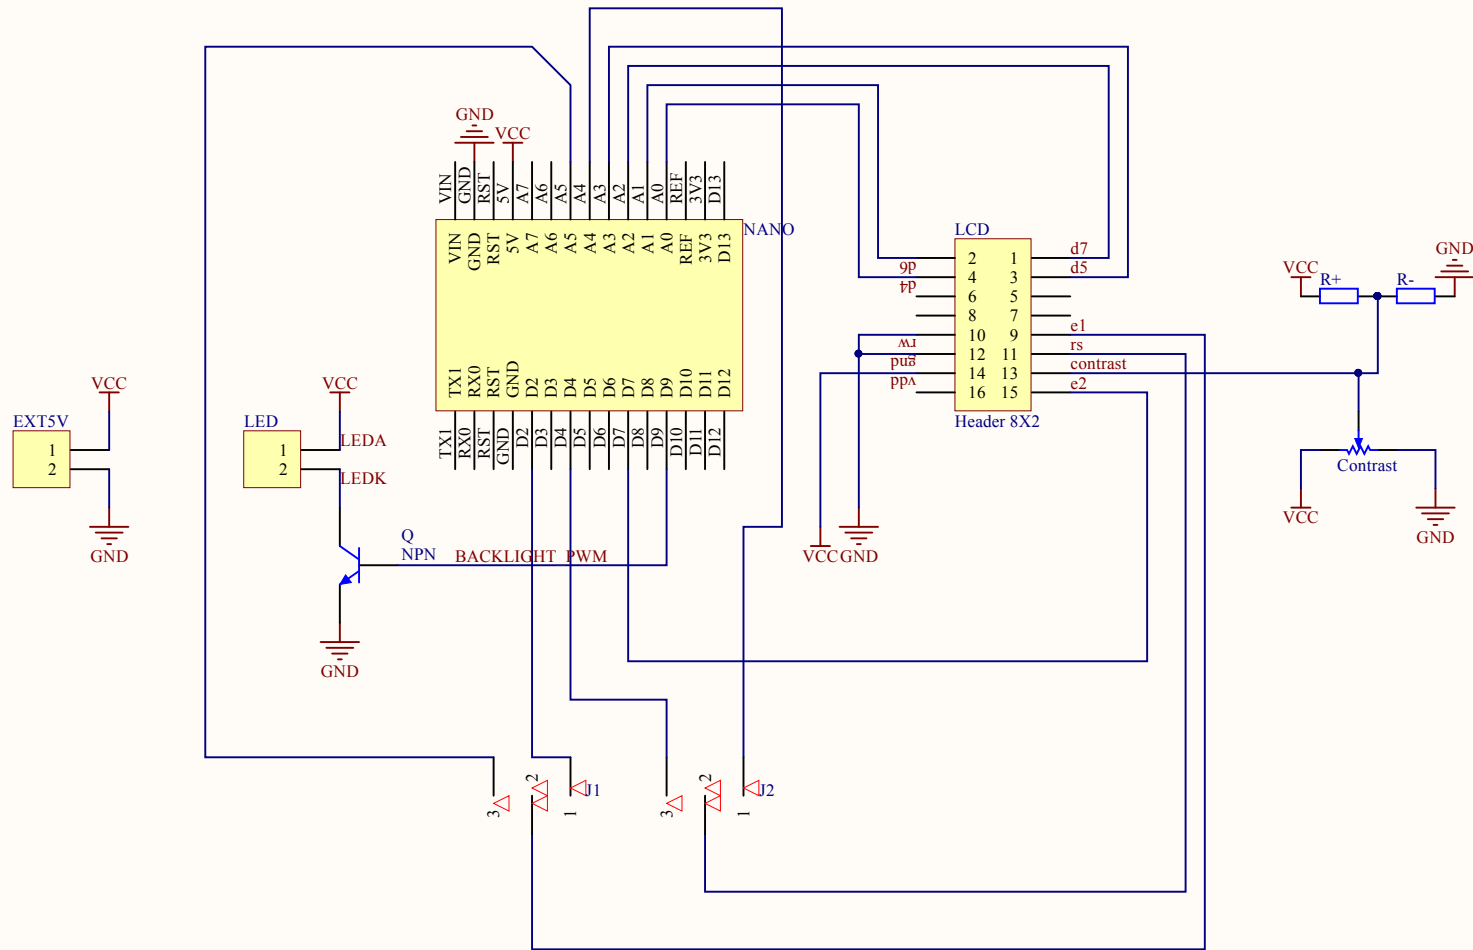 GND
VCC
VIN
GND
RST
5V
A7
A6
A5
A4
A3
A2
A1
A0
REF
3V3
D13
NANO
VIN
GND
RST
5V
A7
A6
A5
A4
A3
A2
A1
A0
REF
3V3
D13
TX1
RX0
RST
GND
D2
D3
D4
D5
D6
D7
D8
D9
D10
D11
D12
TX1
RX0
RST
GND
D2
D3
D4
D5
D6
D7
D8
D9
D10
D11
D12
LCD
2 1 d7
d6 4 3 d5
d4 6 5
8 7
10 9 e1
rw 12 11 rs
gnd 14 13 contrast
vdd 16 15 e2
Header 8X2
VCC
GND
VCC
R+
R-
GND
Contrast
VCC
GND
EXT5V
VCC
1
2
GND
LED
VCC
1
LEDA
2
LEDK
Q
NPN
BACKLIGHT_PWM
GND
3
2
1
J1
3
2
1
J2